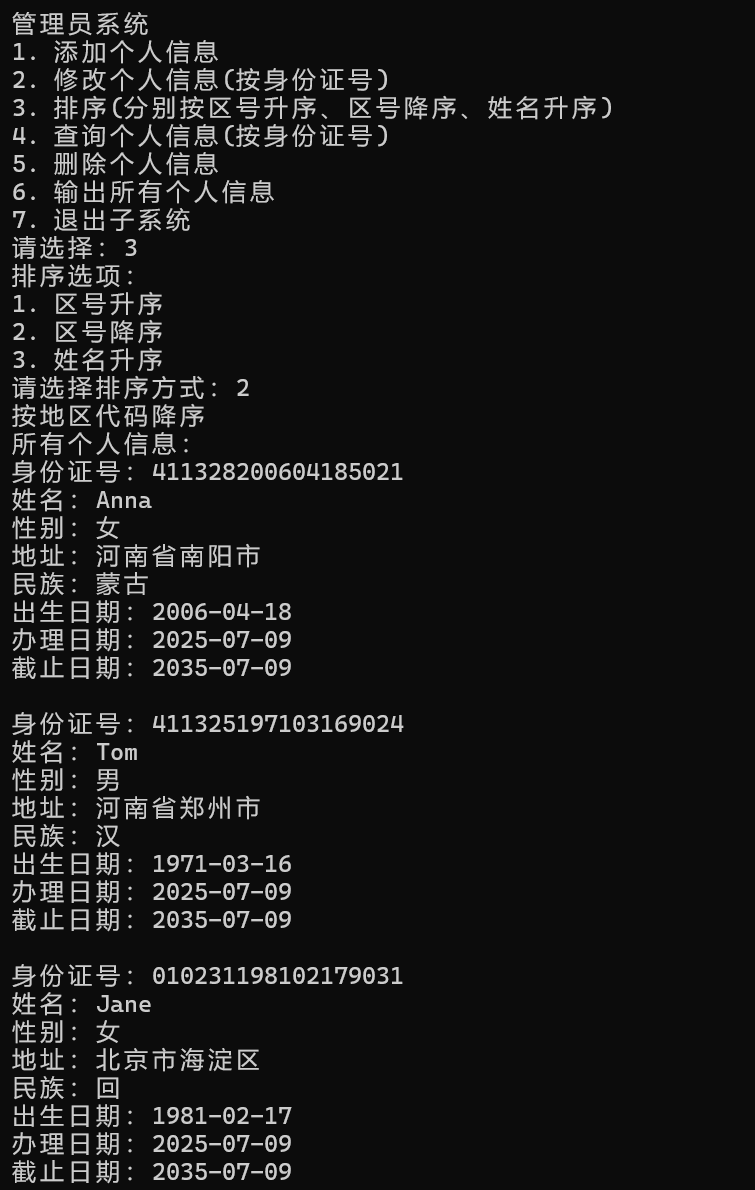 管理员系统
1. 添加个人信息
2. 修改个人信息(按身份证号)
3. 排序(分别按区号升序、区号降序、姓名升序)
4. 查询个人信息(按身份证号)
5. 删除个人信息
6. 输出所有个人信息
7. 退出子系统
请选择: 3
排序选项:
1. 区号升序
2. 区号降序
3. 姓名升序
请选择排序方式: 2
按地区代码降序
所有个人信息:
身份证号: 411328200604185021
姓名: Anna
性别: 女
地址: 河南省南阳市
民族: 蒙古
出生日期: 2006-04-18
办理日期: 2025-07-09
截止日期: 2035-07-09
身份证号: 411325197103169024
姓名: Tom
性别: 男
地址: 河南省郑州市
民族: 汉
出生日期: 1971-03-16
办理日期: 2025-07-09
截止日期: 2035-07-09
身份证号: 010231198102179031
姓名: Jane
性别: 女
地址: 北京市海淀区
民族: 回
出生日期: 1981-02-17
办理日期: 2025-07-09
截止日期: 2035-07-09